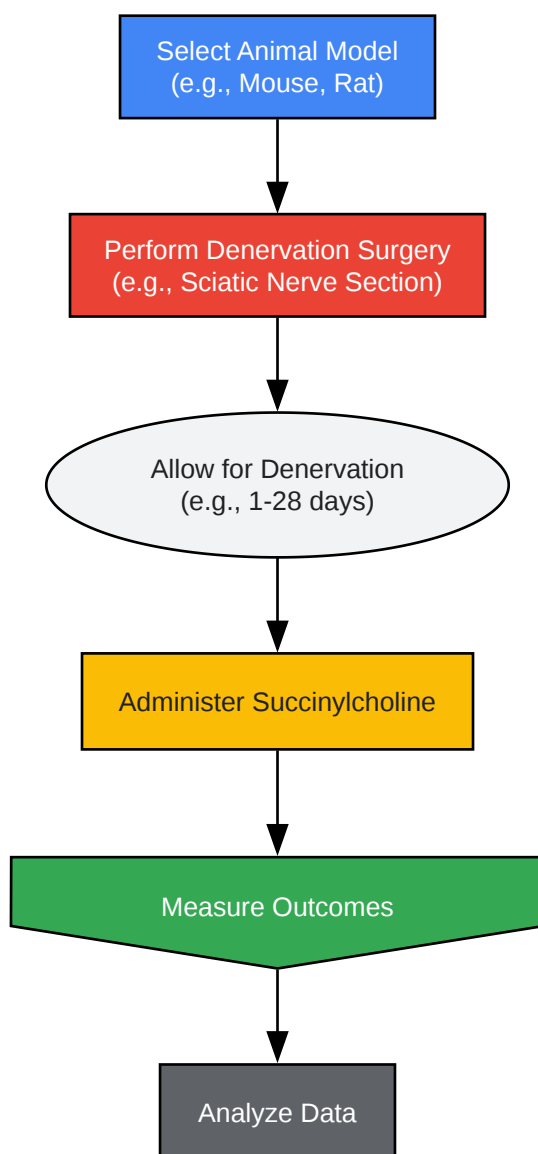 Select Animal Model
(e.g., Mouse, Rat)
Perform Denervation Surgery
(e.g., Sciatic Nerve Section)
Allow for Denervation
(e.g., 1-28 days)
Administer Succinylcholine
Measure Outcomes
Analyze Data